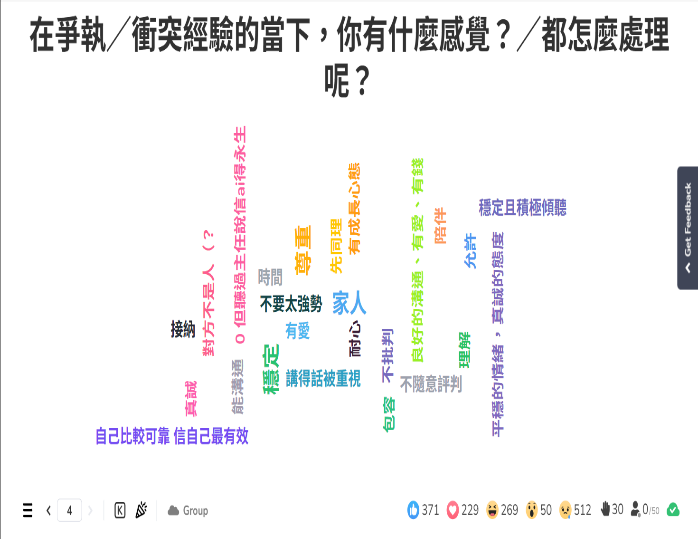 在爭執／衝突經驗的當下，你有什麼感覺？／都怎麼處理
呢？
0 但聽過主任說信ai得永生
對方不是人（？
良好的溝通、有愛、有錢
有成長心態
先同理
尊重
陪伴
穩定且積極傾聽
允許
平穩的情緒，真誠的態度
時間
不要太強勢
家人
接納
有愛
耐心
不批判
理解
穩定
講得話被重視
不隨意評判
能溝通
真誠
包容
自己比較可靠 信自己最有效
Get Feedback
4
K
Group
371
229
269
50
512
30
0/50